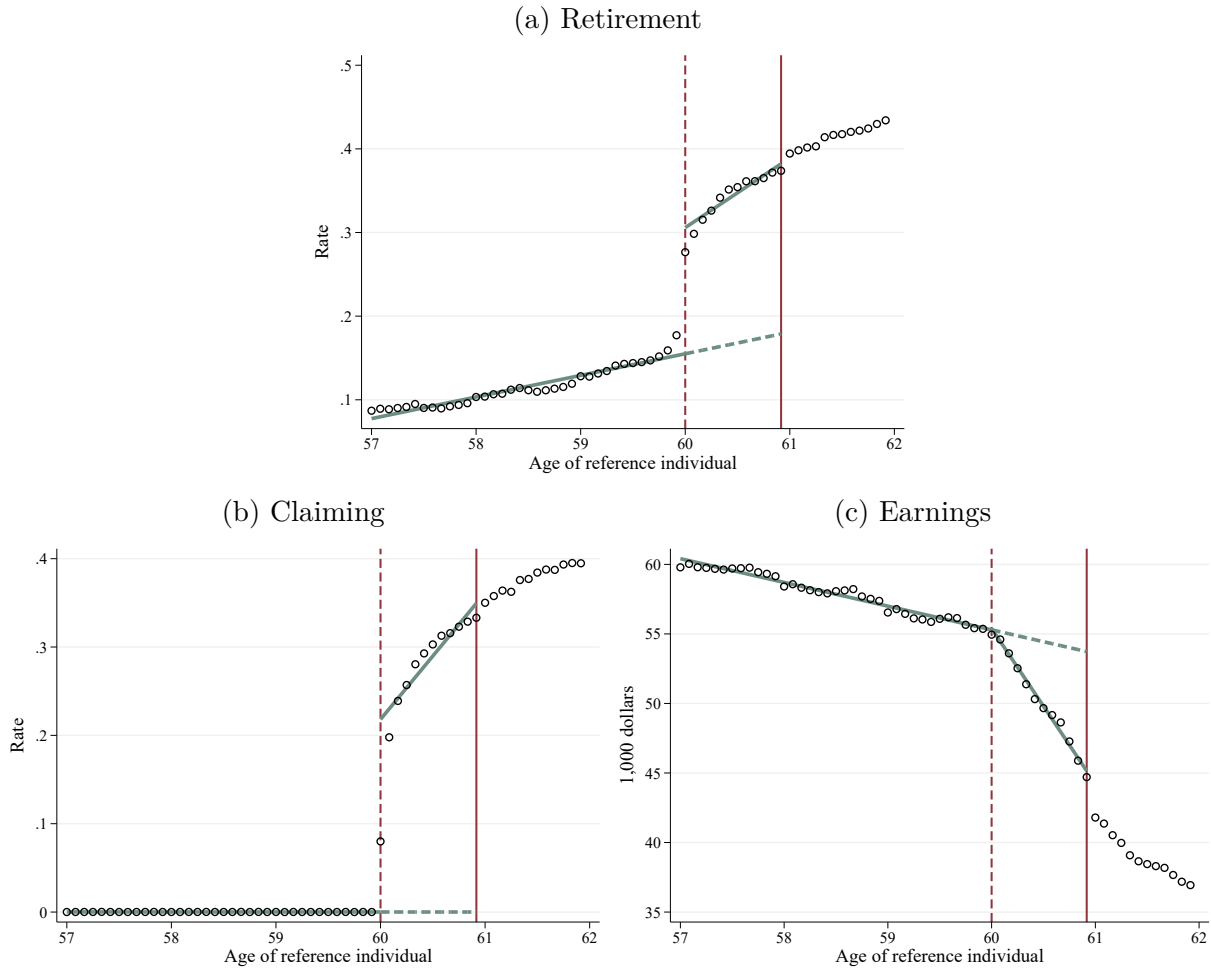 (a) Retirement
.5
.4
.3
.2
.1
Rate
57 58 59 60 61 62
Age of reference individual
(b) Claiming
.4
.3
.2
.1
0
Rate
57 58 59 60 61 62
Age of reference individual
(c) Earnings
60
55
50
45
40
35
1,000 dollars
57 58 59 60 61 62
Age of reference individual